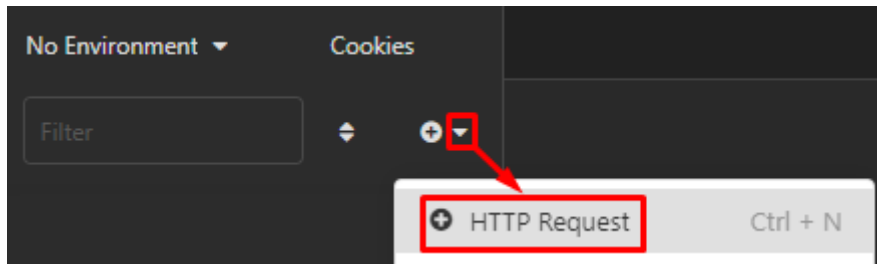 No Environment Cookies
Filter
HTTP Request Ctrl + N